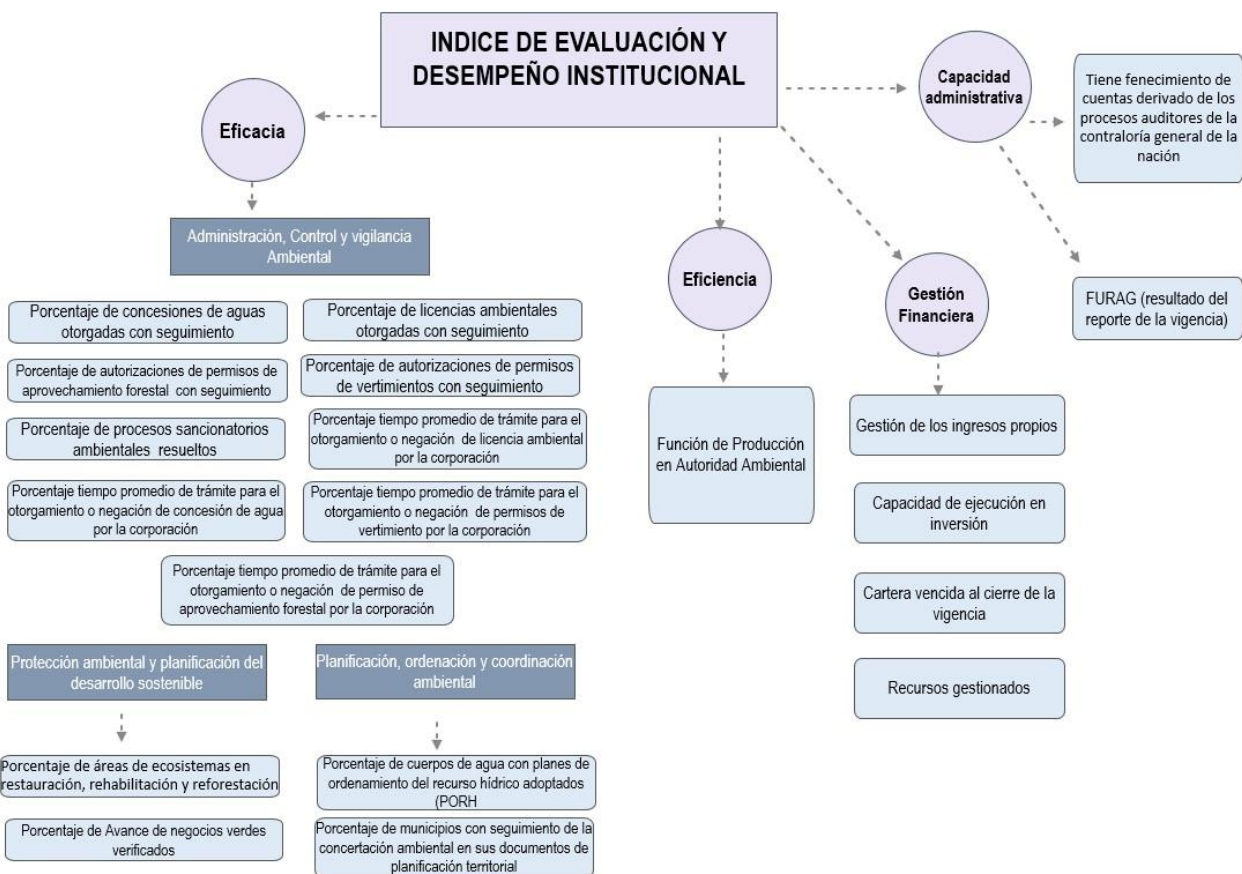 INDICE DE EVALUACIÓN Y
DESEMPEÑO INSTITUCIONAL
Eficacia
Administración, Control y vigilancia
Ambiental
Porcentaje de concesiones de aguas
otorgadas con seguimiento
Porcentaje de licencias ambientales
otorgadas con seguimiento
Porcentaje de autorizaciones de permisos de
aprovechamiento forestal con seguimiento
Porcentaje de autorizaciones de permisos
de vertimientos con seguimiento
Porcentaje de procesos sancionatorios
ambientales resueltos
Porcentaje tiempo promedio de trámite para el
otorgamiento o negación de licencia ambiental
por la corporación
Porcentaje tiempo promedio de trámite para el
otorgamiento o negación de concesión de agua
por la corporación
Porcentaje tiempo promedio de trámite para el
otorgamiento o negación de permisos de
vertimiento por la corporación
Porcentaje tiempo promedio de trámite para el
otorgamiento o negación de permiso de
aprovechamiento forestal por la corporación
Protección ambiental y planificación del
desarrollo sostenible
Porcentaje de áreas de ecosistemas en
restauración, rehabilitación y reforestación
Porcentaje de Avance de negocios verdes
verificados
Planificación, ordenación y coordinación
ambiental
Porcentaje de cuerpos de agua con planes de
ordenamiento del recurso hídrico adoptados
(PORH
Porcentaje de municipios con seguimiento de la
concertación ambiental en sus documentos de
planificación territorial
Eficiencia
Función de Producción
en Autoridad Ambiental
Gestión
Financiera
Gestión de los ingresos propios
Capacidad de ejecución en
inversión
Cartera vencida al cierre de la
vigencia
Recursos gestionados
Capacidad
administrativa
Tiene fenecimiento de
cuentas derivado de los
procesos auditores de la
contraloría general de la
nación
FURAG (resultado del
reporte de la vigencia)